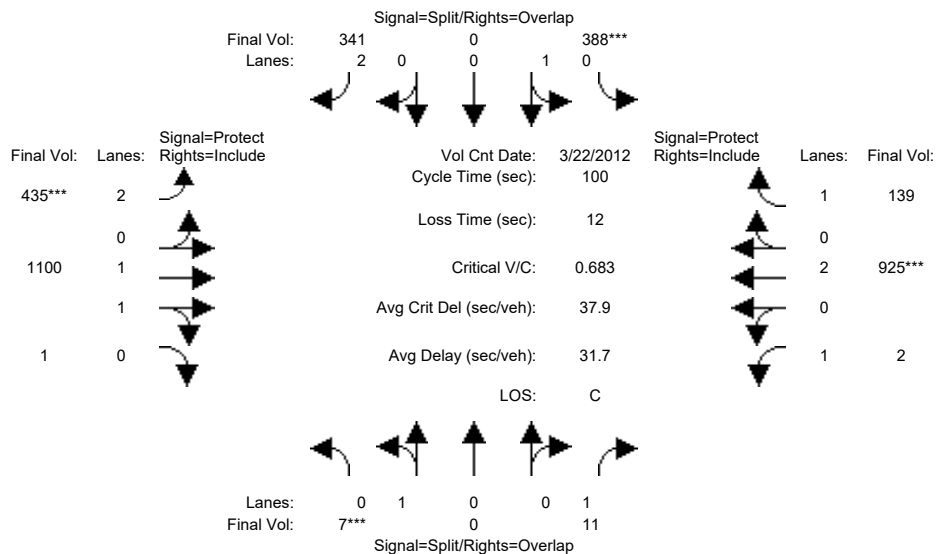 Signal=Split/Rights=Overlap
Final Vol: 341 0 388***
Lanes: 2 0 0 1 0
Signal=Protect
Final Vol: Lanes: Rights=Include
Vol Cnt Date: 3/22/2012
Signal=Protect
Rights=Include Lanes: Final Vol:
Cycle Time (sec): 100
435*** 2
1 139
Loss Time (sec): 12
0
0
1100 1
Critical V/C: 0.683
2 925***
1
Avg Crit Del (sec/veh): 37.9
0
1 0
Avg Delay (sec/veh): 31.7
1 2
LOS: C
Lanes: 0 1 0 0 1
Final Vol: 7*** 0 11
Signal=Split/Rights=Overlap